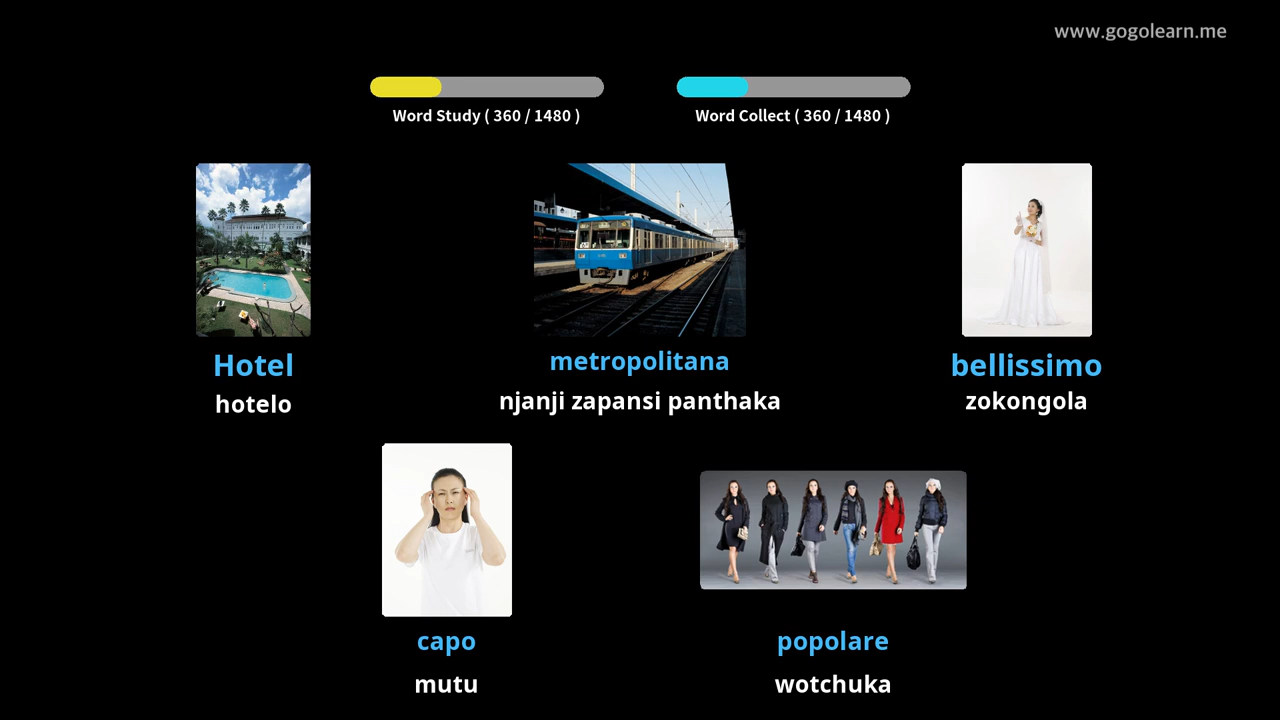 www.gogolearn.me
Word Study ( 360 / 1480 )
Word Collect ( 360 / 1480 )
Hotel
hotelo
metropolitana
njanji zapansi panthaka
bellissimo
zokongola
capo
mutu
popolare
wotchuka